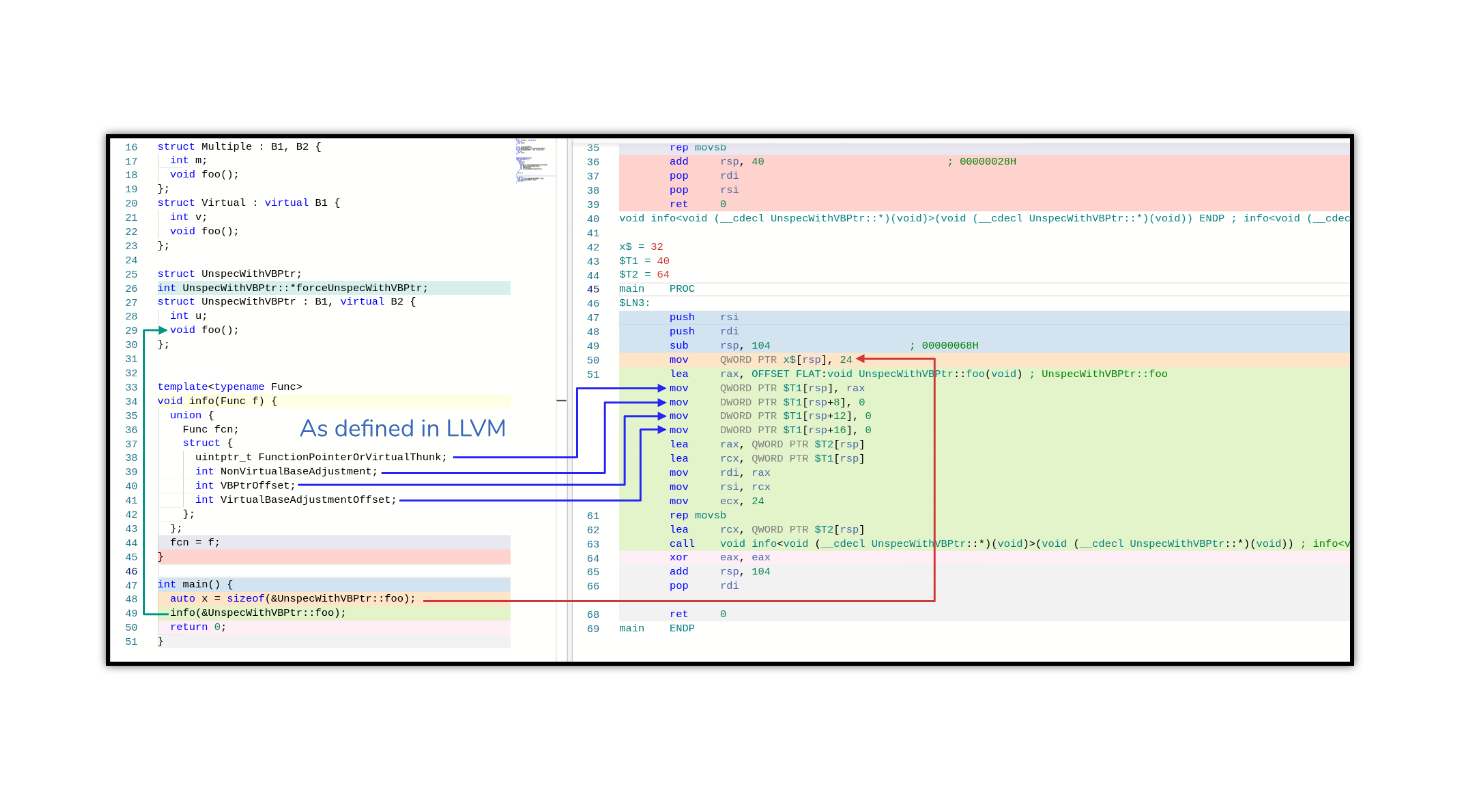 16 struct Multiple : B1, B2 {
17 int m;
18 void foo();
19 };
20 struct Virtual : virtual B1 {
21 int v;
22 void foo();
23 };
24
25 struct UnspecWithVBPtr;
26 int UnspecWithVBPtr::*forceUnspecWithVBPtr;
27 struct UnspecWithVBPtr : B1, virtual B2 {
28 int u;
29 void foo();
30 };
31
32
33 template<typename Func>
34 void info(Func f) {
35 union {
36 Func fcn;
As defined in LLVM
37 struct {
38 uintptr_t FunctionPointerOrVirtualThunk;
39 int NonVirtualBaseAdjustment;
40 int VBPtrOffset;
41 int VirtualBaseAdjustmentOffset;
42 };
43 };
44 fcn = f;
45 }
46
47 int main() {
48 auto x = sizeof(&UnspecWithVBPtr::foo);
49 info(&UnspecWithVBPtr::foo);
50 return 0;
51 }
35 rep movsb
36 add rsp, 40 ; 00000028H
37 pop rdi
38 pop rsi
39 ret 0
40 void info<void (__cdecl UnspecWithVBPtr::*)(void)>(void (__cdecl UnspecWithVBPtr::*)(void)) ENDP ; info<void (__cdec
41
42 x$ = 32
43 $T1 = 40
44 $T2 = 64
45 main PROC
46 $LN3:
47 push rsi
48 push rdi
49 sub rsp, 104 ; 00000068H
50 mov QWORD PTR x$[rsp], 24
51 lea rax, OFFSET FLAT:void UnspecWithVBPtr::foo(void) ; UnspecWithVBPtr::foo
mov QWORD PTR $T1[rsp], rax
mov DWORD PTR $T1[rsp+8], 0
mov DWORD PTR $T1[rsp+12], 0
mov DWORD PTR $T1[rsp+16], 0
lea rax, QWORD PTR $T2[rsp]
lea rcx, QWORD PTR $T1[rsp]
mov rdi, rax
mov rsi, rcx
mov ecx, 24
61 rep movsb
62 lea rcx, QWORD PTR $T2[rsp]
63 call void info<void (__cdecl UnspecWithVBPtr::*)(void)>(void (__cdecl UnspecWithVBPtr::*)(void)) ; info<v
64 xor eax, eax
65 add rsp, 104
66 pop rdi
68 ret 0
69 main ENDP